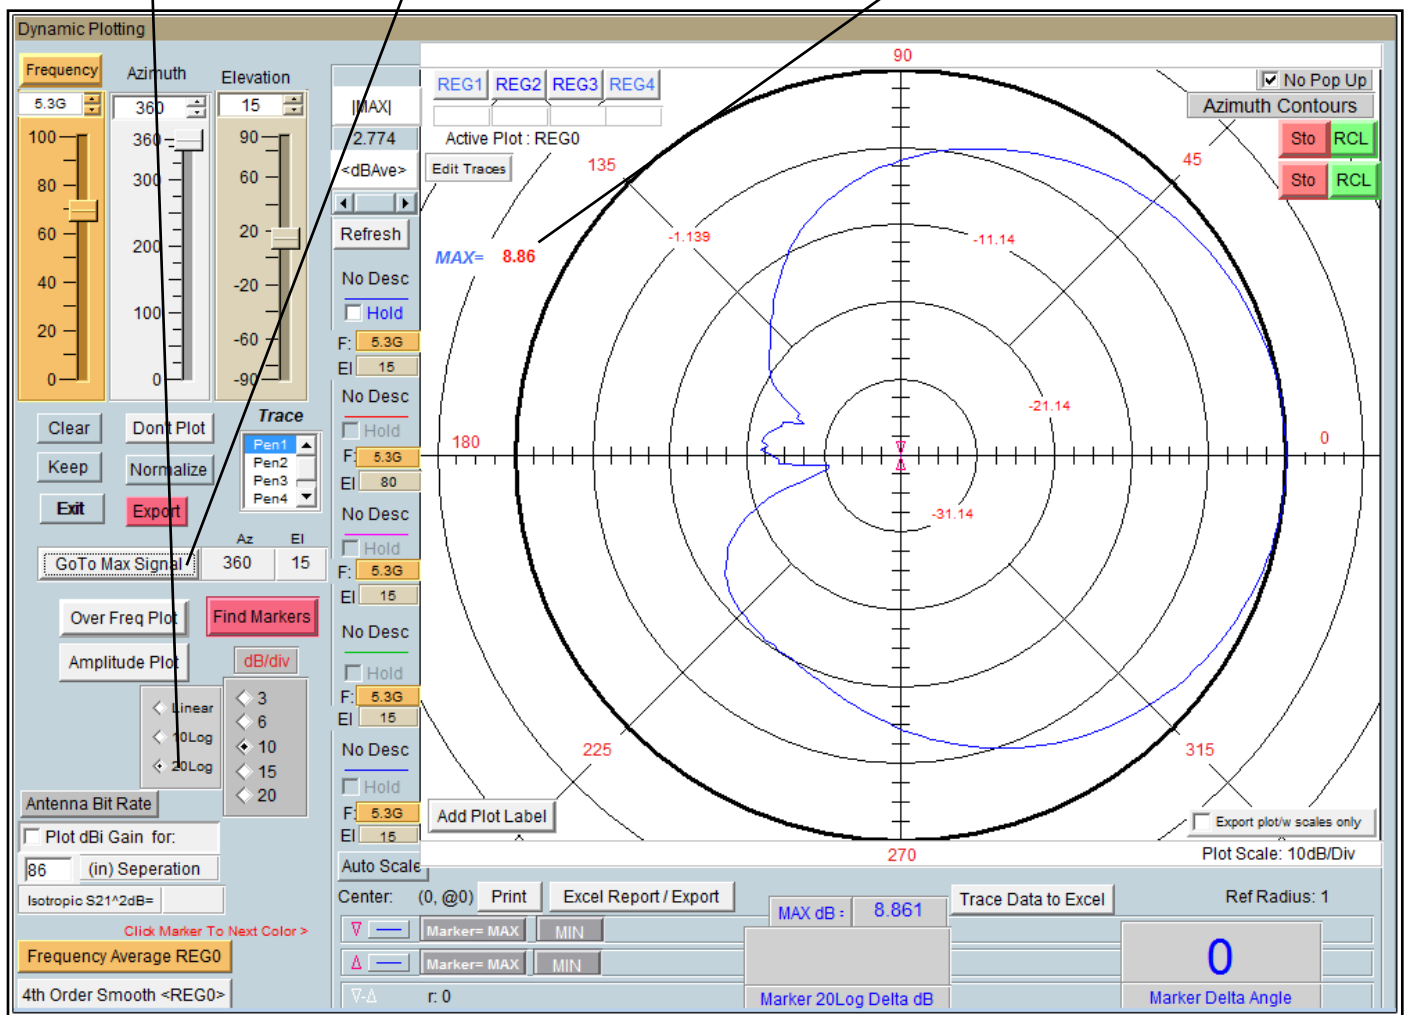 Dynamic Plotting
Frequency
Azimuth
Elevation
5.3G
360
15
100
80
60
40
20
0
360
300
200
100
0
90
60
20
-20
-60
-90
Clear
Don't Plot
Keep
Normalize
Exit
Export
Trace
Pen1
Pen2
Pen3
Pen4
Az
El
GoTo Max Signal
360
15
Over Freq Plot
Find Markers
Amplitude Plot
dB/div
Linear
10Log
20Log
3
6
10
15
20
Antenna Bit Rate
Plot dBi Gain for:
86
(in) Seperation
Isotropic S21^2dB=
Click Marker To Next Color >
Frequency Average REG0
4th Order Smooth <REG0>
|MAX|
2.774
<dBAve>
Refresh
No Desc
Hold
F: 5.3G
El 15
No Desc
Hold
F: 5.3G
El 80
No Desc
Hold
F: 5.3G
El 15
No Desc
Hold
F: 5.3G
El 15
No Desc
Hold
F: 5.3G
El 15
Auto Scale
REG1 REG2 REG3 REG4
Active Plot : REG0
Edit Traces
MAX= 8.86
No Pop Up
Azimuth Contours
Sto RCL
Sto RCL
90
135
45
-1.139
-11.14
-21.14
180
0
-31.14
225
315
270
Add Plot Label
Export plot/w scales only
Plot Scale: 10dB/Div
Center: (0, @0)
Print
Excel Report / Export
MAX dB : 8.861
Trace Data to Excel
Ref Radius: 1
Marker= MAX
MIN
Marker= MAX
MIN
∇-Δ
r: 0
Marker 20Log Delta dB
0
Marker Delta Angle